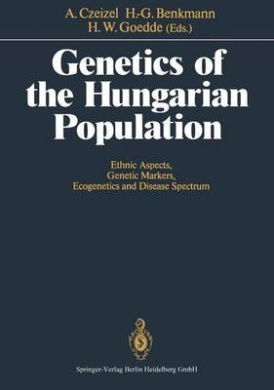 A. Czeizel H.-G. Benkmann
H. W. Goedde (Eds.)
Genetics of
the Hungarian
Population
Ethnic Aspects,
Genetic Markers,
Ecogenetics and Disease Spectrum
Springer-Verlag Berlin Heidelberg GmbH